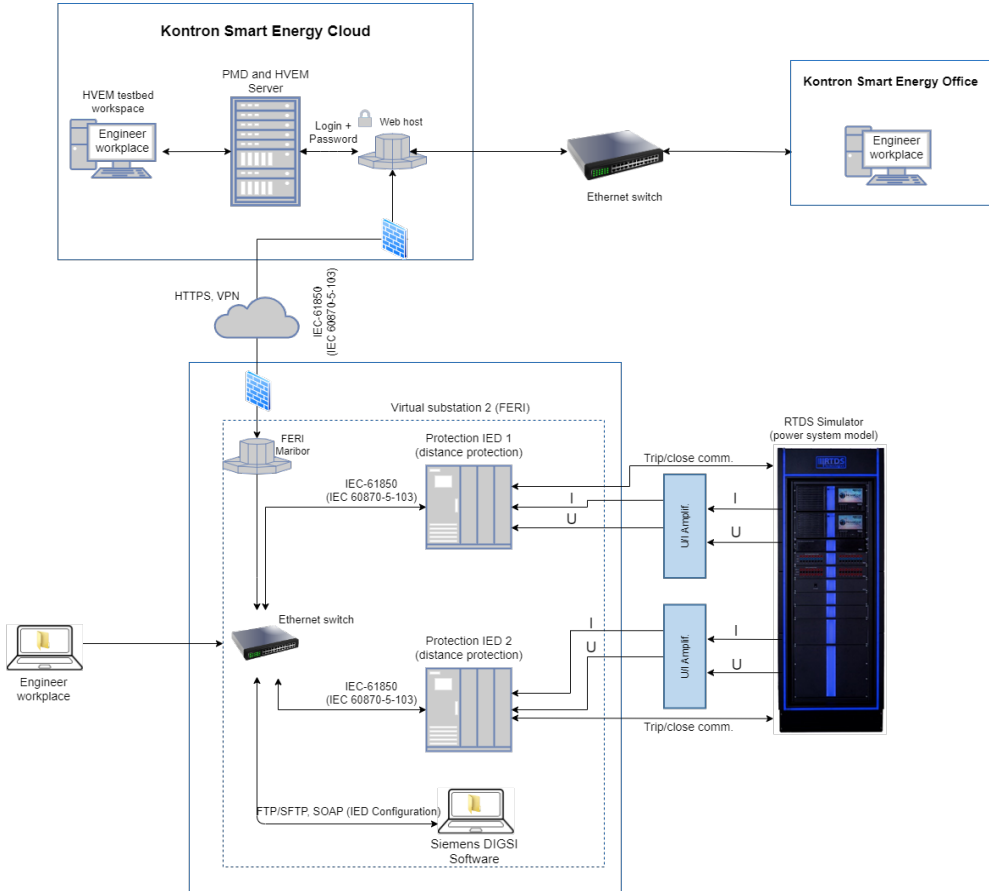 Kontron Smart Energy Cloud
PMD and HVEM
Server
HVEM testbed
workspace
Engineer
workplace
Login +
Password
Web host
Ethernet switch
Kontron Smart Energy Office
Engineer
workplace
HTTPS, VPN
IEC-61850
(IEC 60870-5-103)
Virtual substation 2 (FERI)
FERI
Maribor
Protection IED 1
(distance protection)
IEC-61850
(IEC 60870-5-103)
Trip/close comm.
I
U
U/I Amplif.
I
U
RTDS Simulator
(power system model)
RTDS
Ethernet switch
Engineer
workplace
Protection IED 2
(distance protection)
IEC-61850
(IEC 60870-5-103)
I
U
U/I Amplif.
I
U
Trip/close comm.
FTP/SFTP, SOAP (IED Configuration)
Siemens DIGSI
Software